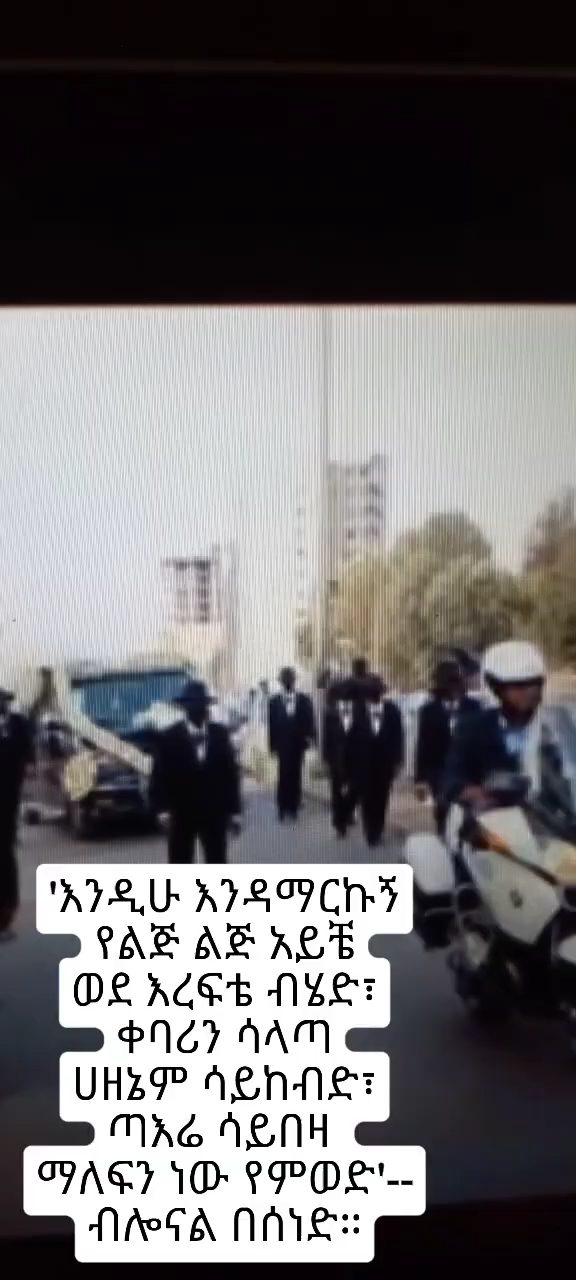 'እንዲሁ እንዳማርኩኝ
የልጅ ልጅ አይቼ
ወደ እረፍቴ ብሄድ፣
ቀባሪን ሳላጣ
ሀዘኔም ሳይከብድ፣
ጣእሬ ሳይበዛ
ማለፍን ነው የምወድ'--
ብሎናል በሰነድ።